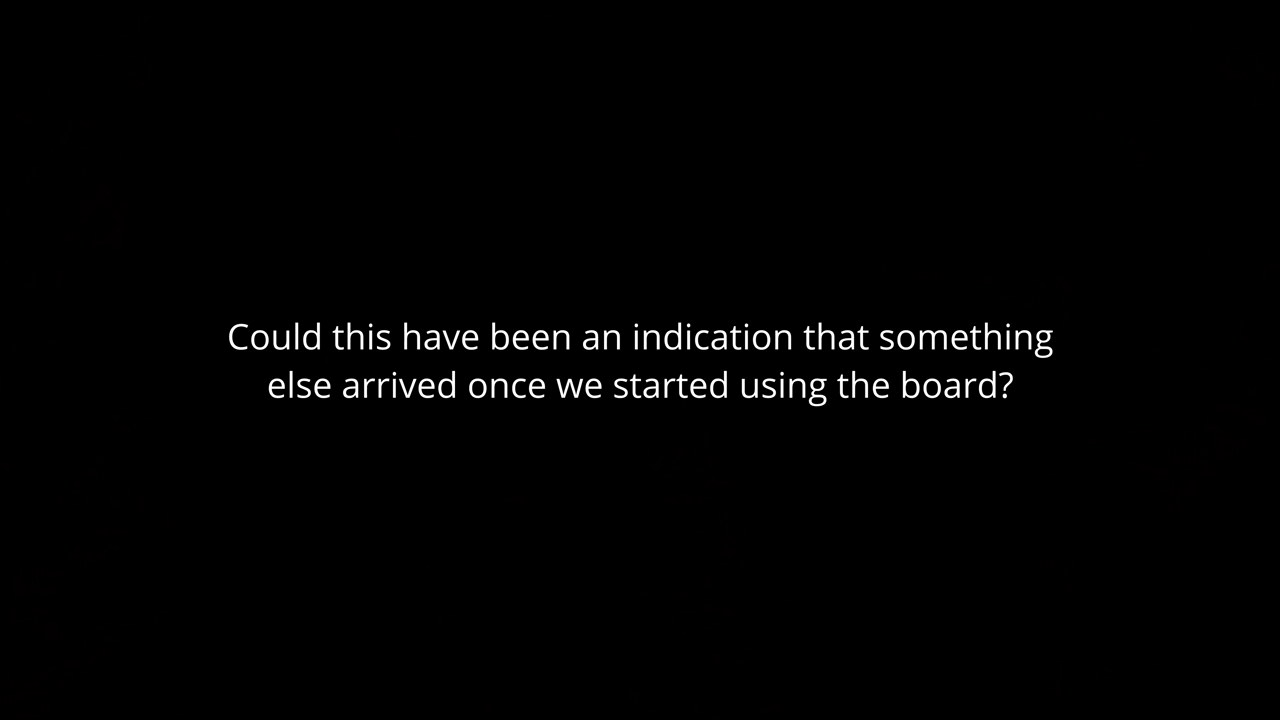 Could this have been an indication that something
else arrived once we started using the board?